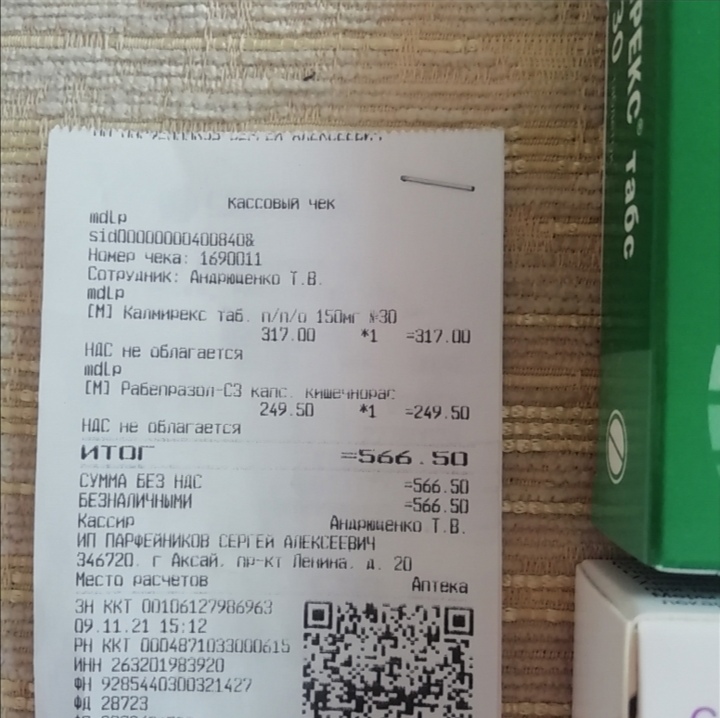 КАССОВЫЙ ЧЕК
mdlp
sid00000000400840&
Номер чека: 1690011
Сотрудник: Андрющенко Т.В.
mdlp
[М] Калмирекс таб. п/п/о 150мг №30
317.00 *1 =317.00
НДС не облагается
mdlp
[М] Рабепразол-СЗ капс. кишечнорас
249.50 *1 =249.50
НДС не облагается
ИТОГ =566.50
СУММА БЕЗ НДС =566.50
БЕЗНАЛИЧНЫМИ =566.50
Кассир Андрющенко Т.В.
ИП ПАРФЕЙНИКОВ СЕРГЕЙ АЛЕКСЕЕВИЧ
346720. г Аксай. пр-кт Ленина. д. 20
Место расчетов Аптека
ЗН ККТ 00106127986963
09.11.21 15:12
РН ККТ 0004871033000615
ИНН 263201983920
ФН 9285440300321427
ФД 28723
РЕКС® табс
30